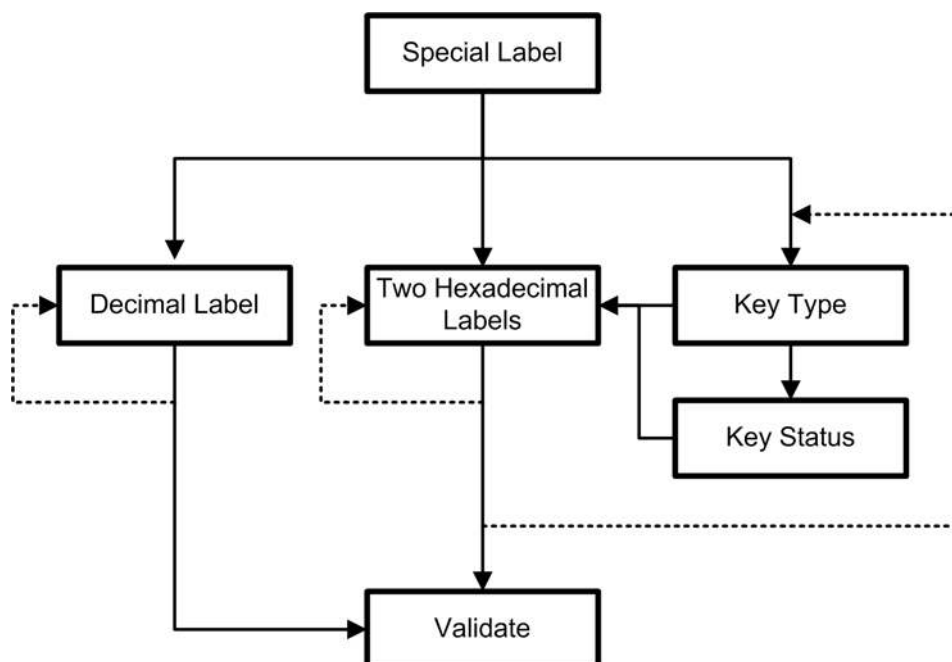 Special Label
Decimal Label
Two Hexadecimal
Labels
Key Type
Key Status
Validate